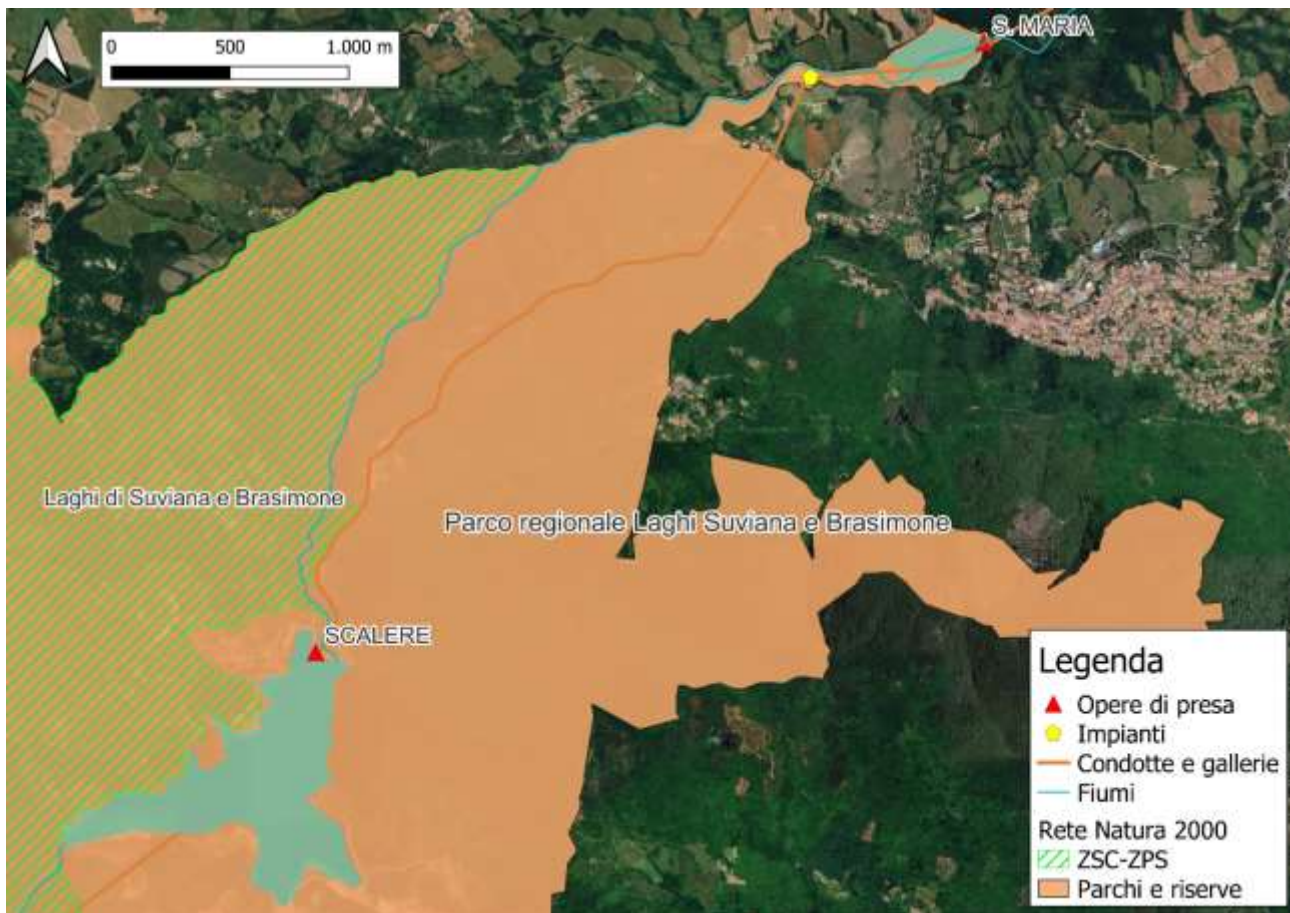 0 500 1.000 m
S. MARIA
Laghi di Suviana e Brasimone
Parco regionale Laghi Suviana e Brasimone
SCALERE
Legenda
Opere di presa
Impianti
Condotte e gallerie
Fiumi
Rete Natura 2000
ZSC-ZPS
Parchi e riserve